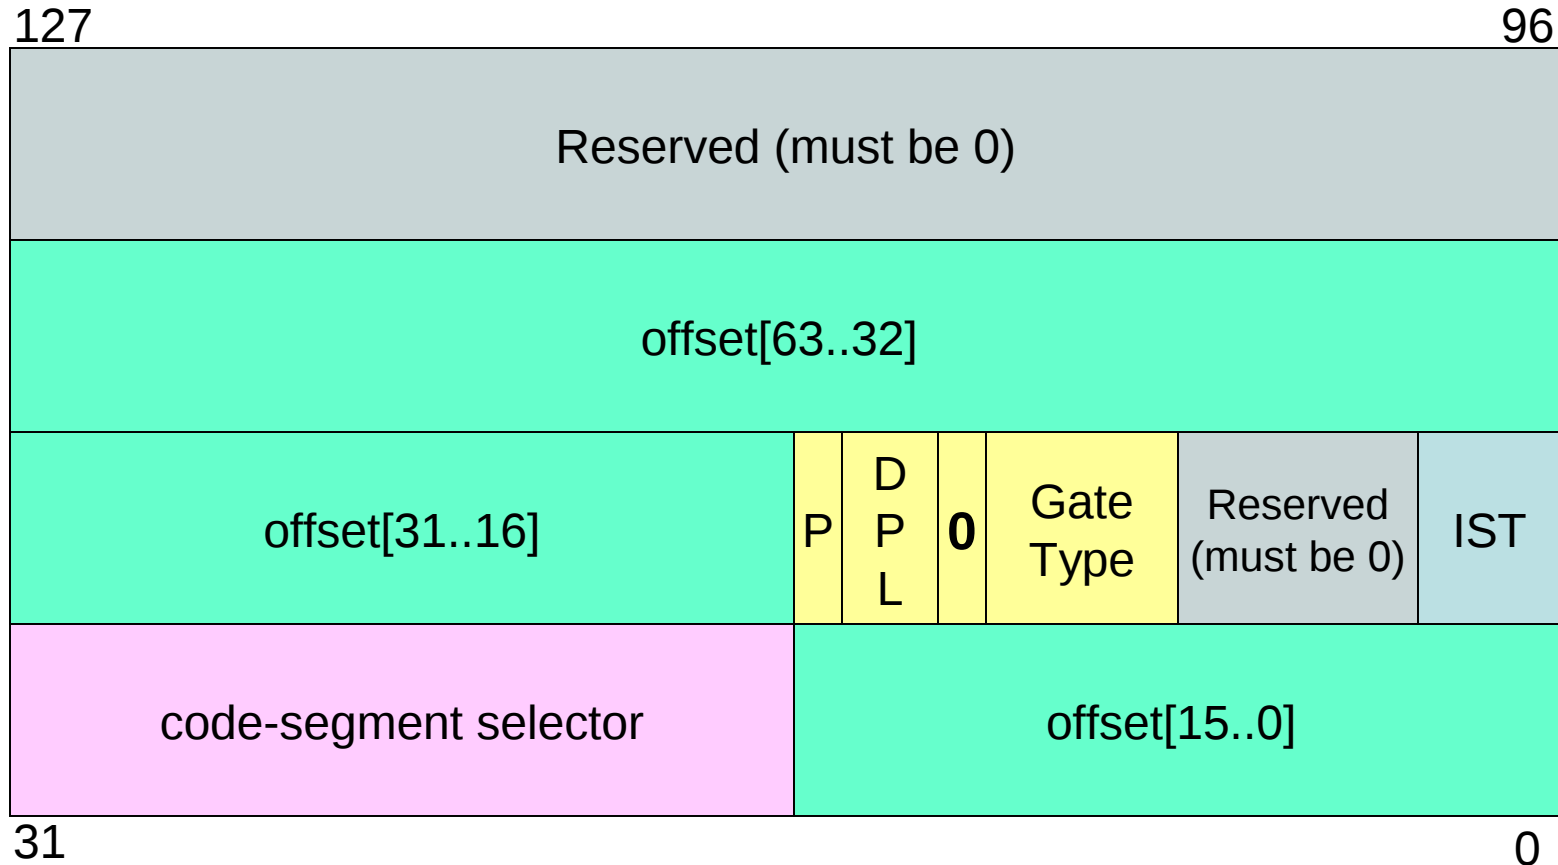 127 96
Reserved (must be 0)
offset[63..32]
offset[31..16]
P
D
P
L
0
Gate
Type
Reserved
(must be 0)
IST
code-segment selector
offset[15..0]
31 0